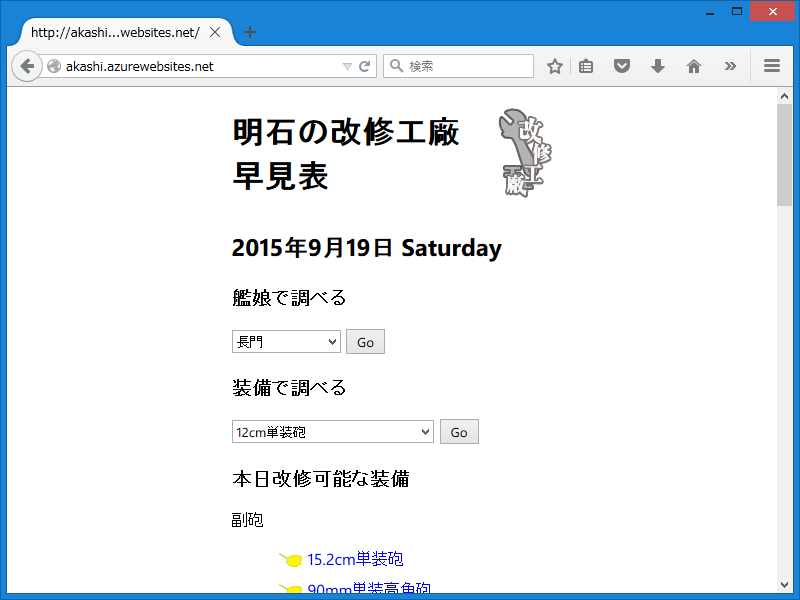 http://akashi...websites.net/
akashi.azurewebsites.net
検索
明石の改修工廠
早見表
改修
工廠
2015年9月19日 Saturday
艦娘で調べる
長門 Go
装備で調べる
12cm単装砲 Go
本日改修可能な装備
副砲
15.2cm単装砲
90mm単装高角砲